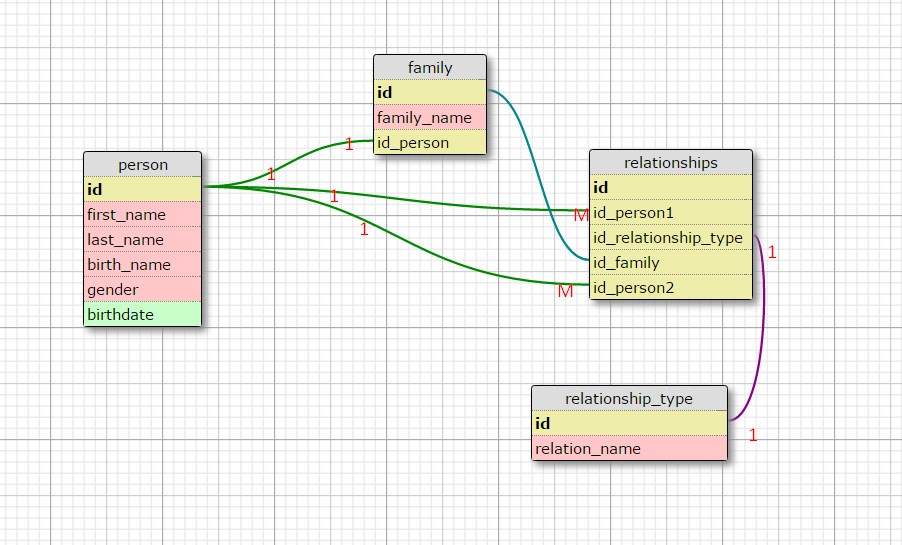 family
id
family_name
id_person
person
id
first_name
last_name
birth_name
gender
birthdate
relationships
id
id_person1
id_relationship_type
id_family
id_person2
relationship_type
id
relation_name
1
1
1
M
1
M
1
1